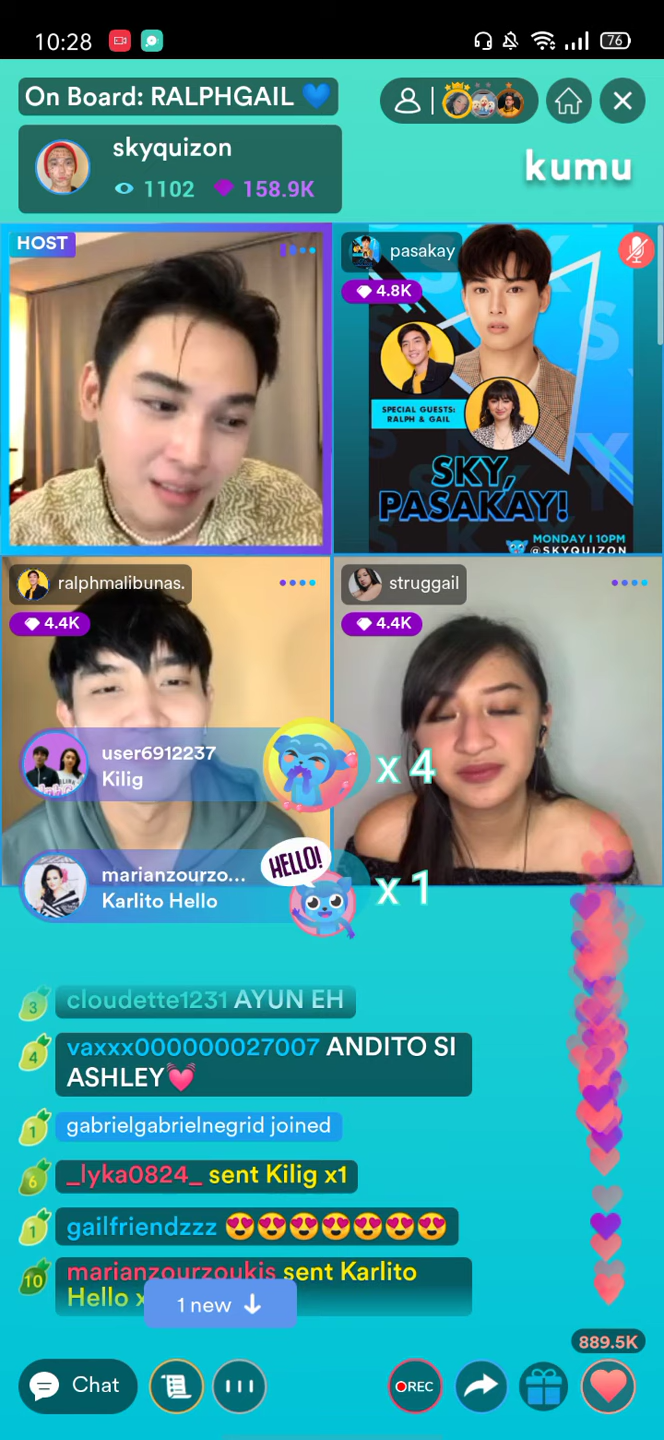 10:28
76
On Board: RALPHGAIL 💙
skyquizon
1102 158.9K
kumu
HOST
pasakay
4.8K
SPECIAL GUESTS:
RALPH & GAIL
SKY,
PASAKAY!
MONDAY | 10PM
@SKYQUIZON
ralphmalibunas.
4.4K
struggail
4.4K
user6912237
Kilig
x 4
HELLO!
marianzourzo...
Karlito Hello
x 1
3 cloudette1231 AYUN EH
4 vaxxx000000027007 ANDITO SI
ASHLEY💓
1 gabrielgabrielnegrid joined
6 _lyka0824_ sent Kilig x1
1 gailfriendzzz 😍😍😍😍😍😍😍
10 marianzourzoukis sent Karlito
Hello x
1 new ↓
889.5K
Chat
REC